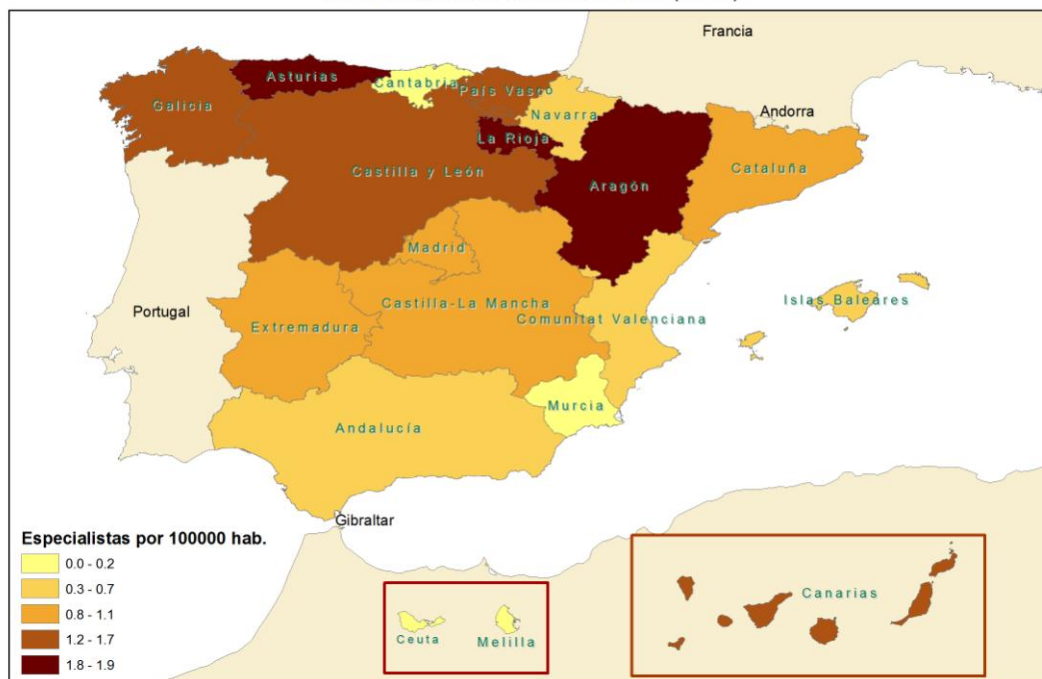 Francia
Asturias
Cantabria
País Vasco
Galicia
Navarra
Andorra
La Rioja
Castilla y León
Aragón
Cataluña
Madrid
Portugal
Castilla-La Mancha
Islas Baleares
Extremadura
Comunitat Valenciana
Murcia
Andalucía
Gibraltar
Especialistas por 100000 hab.
0.0 - 0.2
0.3 - 0.7
0.8 - 1.1
1.2 - 1.7
1.8 - 1.9
Ceuta
Melilla
Canarias